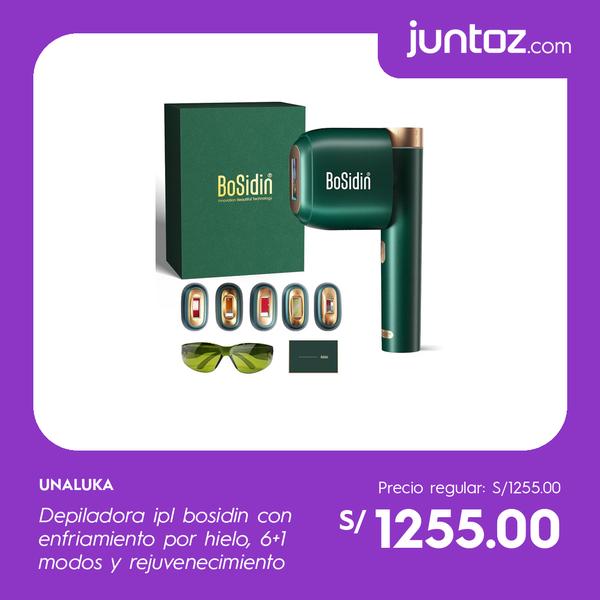 juntoz.com
BoSidin®
Innovation Beautiful Technology
BoSidin®
UNALUKA
Depiladora ipl bosidin con
enfriamiento por hielo, 6+1
modos y rejuvenecimiento
Precio regular: S/1255.00
S/ 1255.00